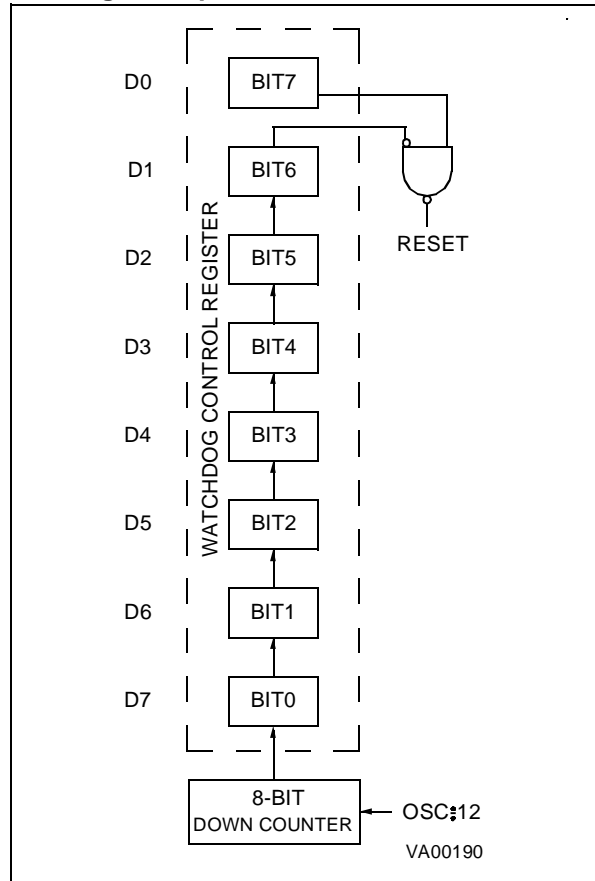 D0 BIT7
D1 BIT6
RESET
D2 BIT5
D3 BIT4
D4 BIT3
D5 BIT2
D6 BIT1
D7 BIT0
WATCHDOG CONTROL REGISTER
8-BIT
DOWN COUNTER
OSC÷12
VA00190